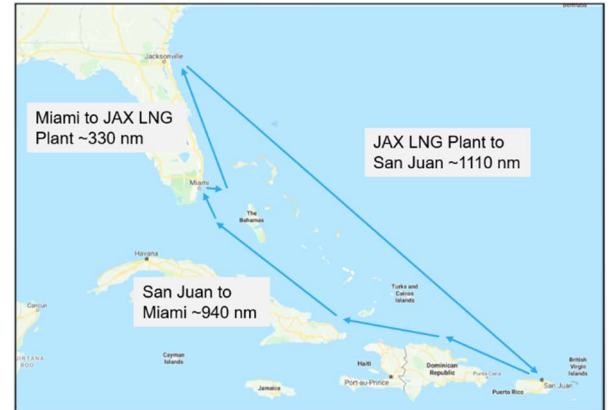 Jacksonville
Miami to JAX LNG
Plant ~330 nm
JAX LNG Plant to
San Juan ~1110 nm
Miami
The
Bahamas
Havana
San Juan to
Miami ~940 nm
Turks and
Caicos
Islands
Cancun
Cayman
Islands
Haiti
Port-au-Prince
Dominican
Republic
Punta Cana
British
Virgin
Islands
San Juan
Puerto Rico
Jamaica